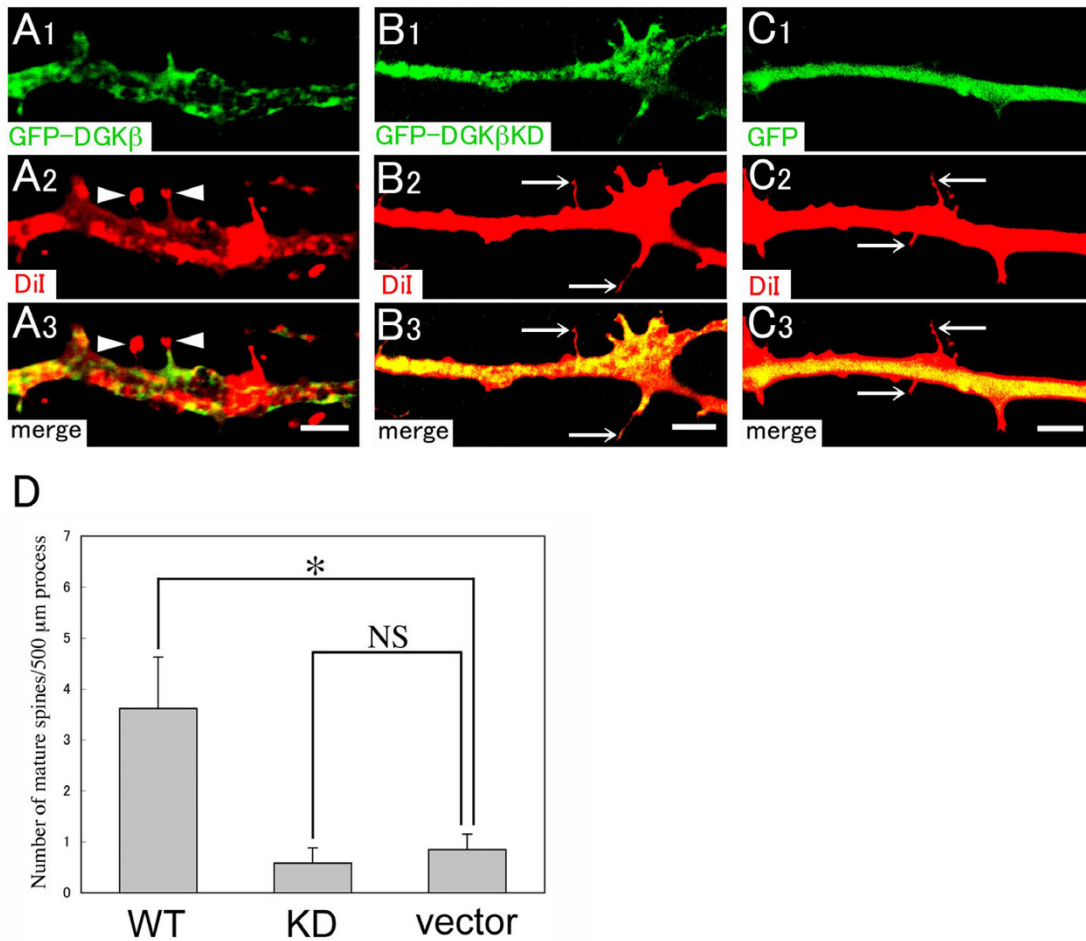 A1
GFP-DGKβ
B1
GFP-DGKβKD
C1
GFP
A2
DiI
B2
DiI
C2
DiI
A3
merge
B3
merge
C3
merge
D
Number of mature spines/500 μm process
7
6
5
4
3
2
1
0
*
NS
WT KD vector